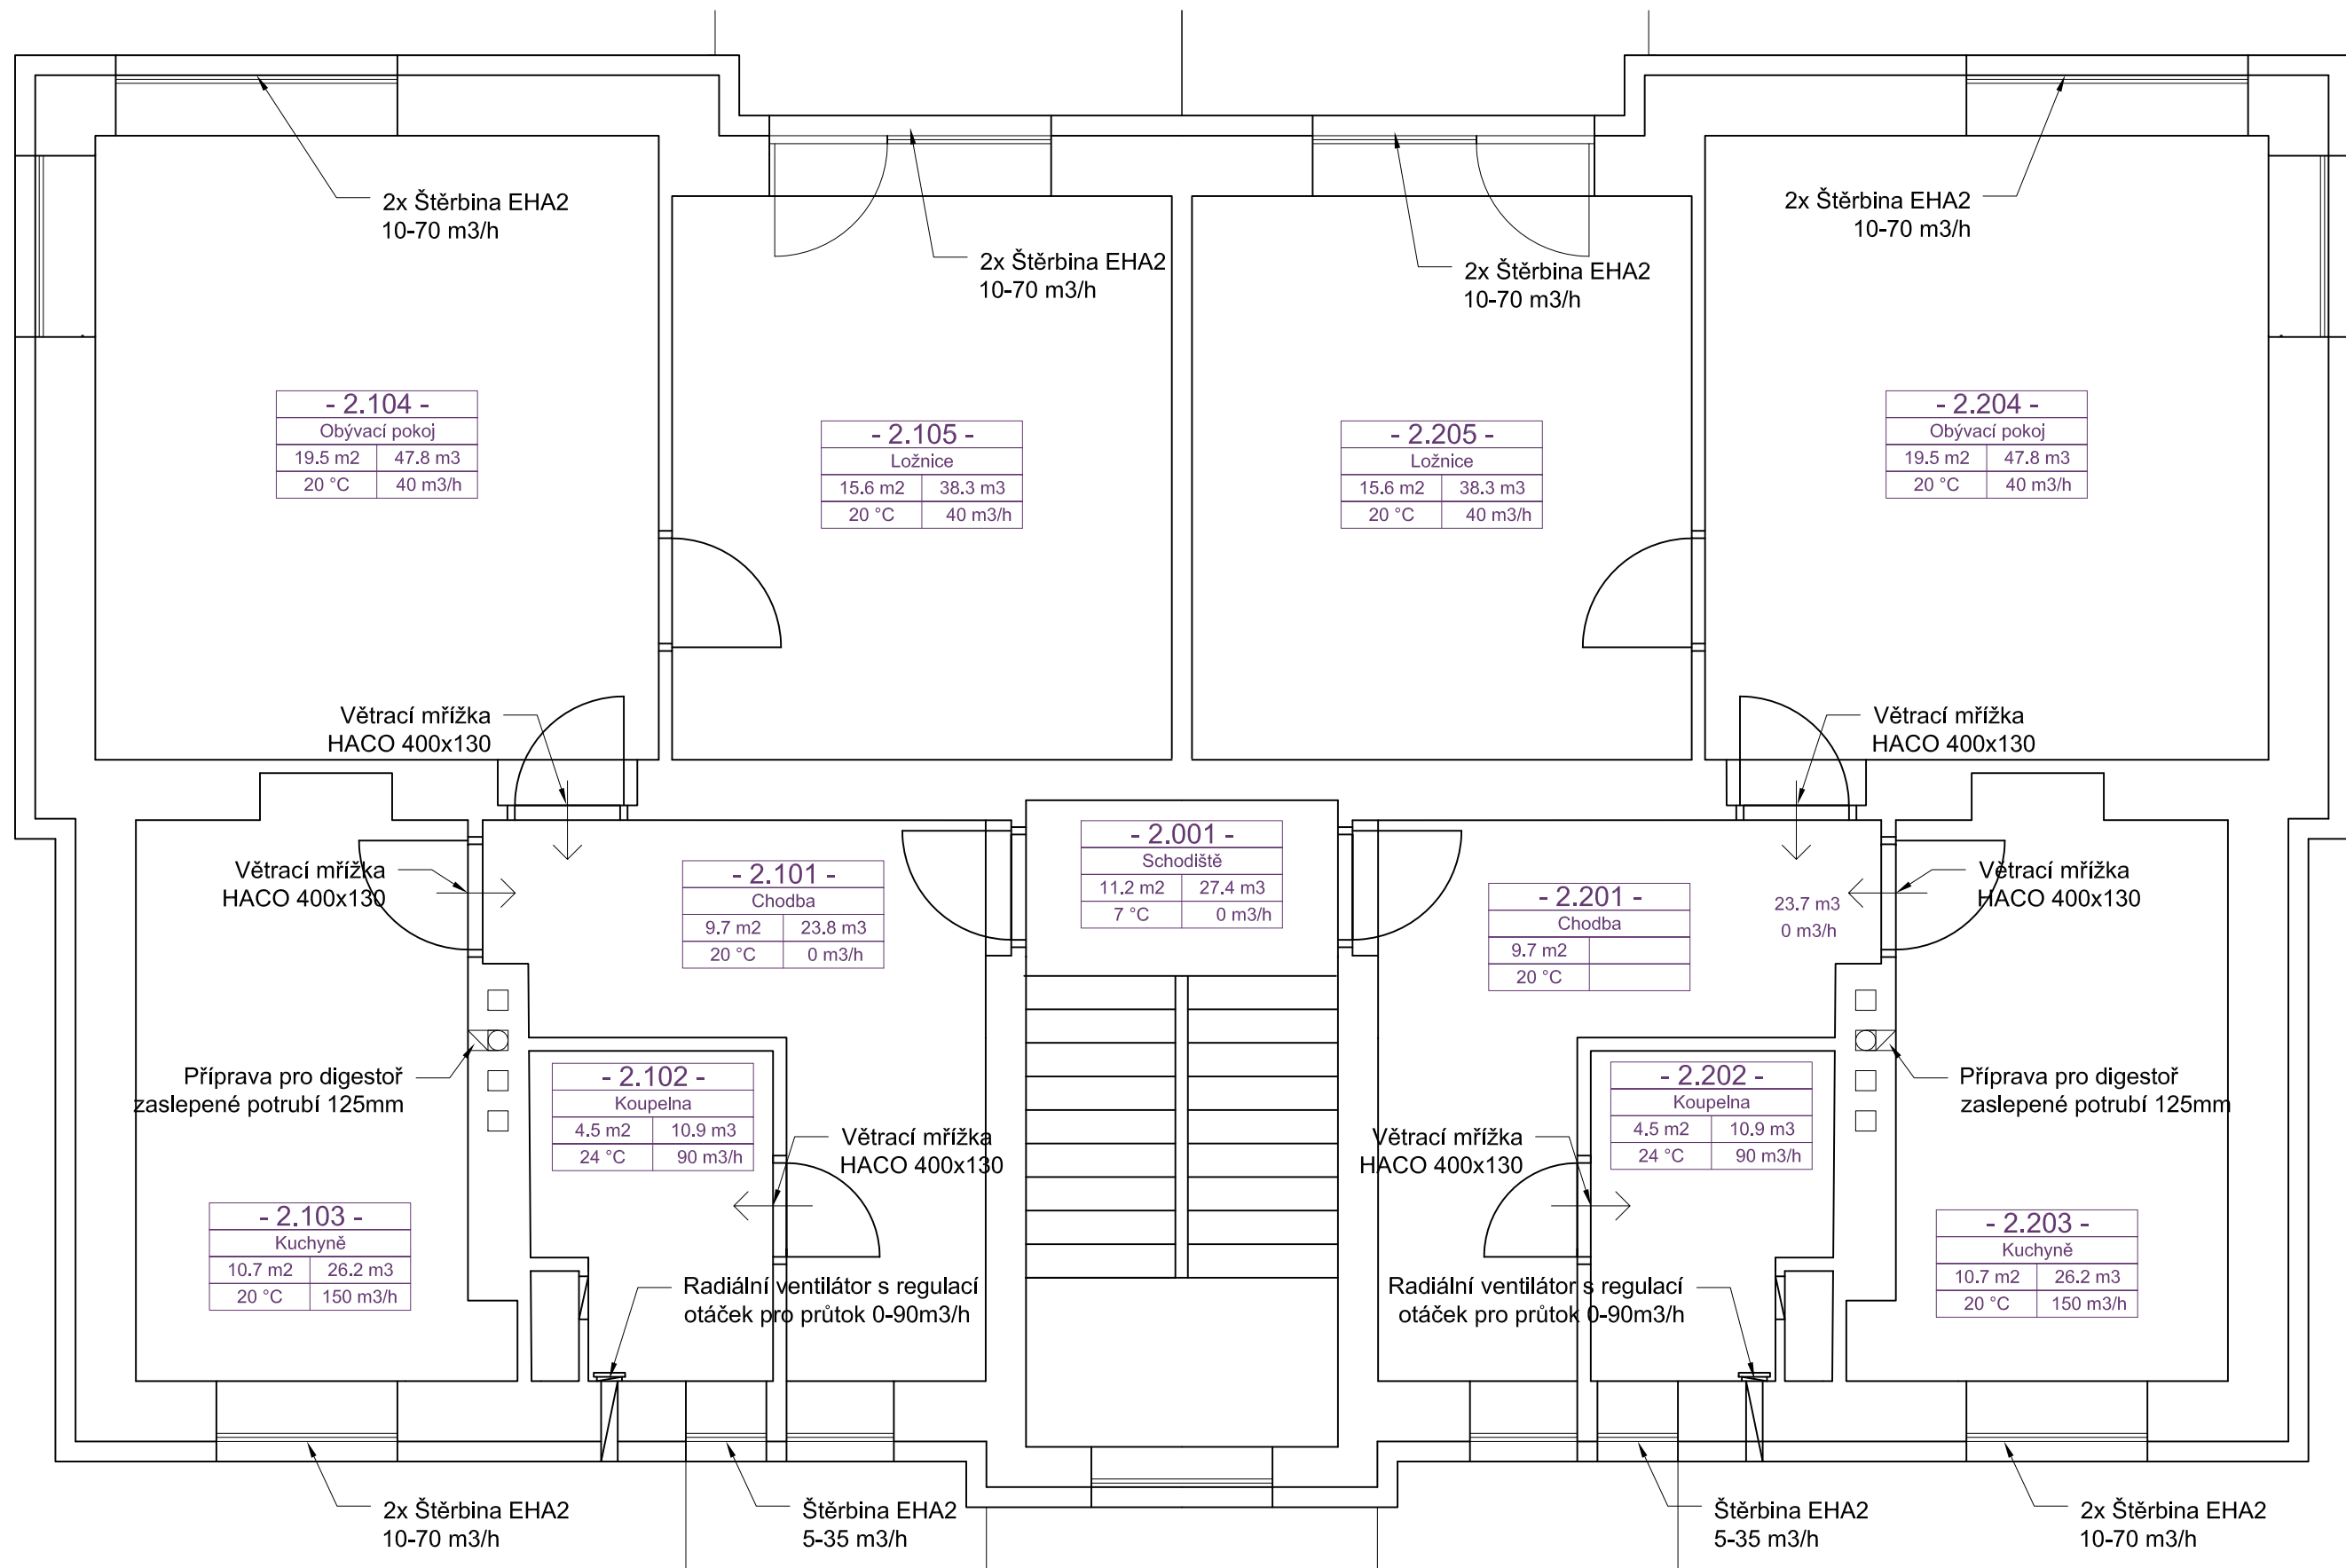 2x Štěrbina EHA2
10-70 m3/h
2x Štěrbina EHA2
10-70 m3/h
2x Štěrbina EHA2
10-70 m3/h
2x Štěrbina EHA2
10-70 m3/h
- 2.104 -
Obývací pokoj
19.5 m2 47.8 m3
20 °C 40 m3/h
- 2.105 -
Ložnice
15.6 m2 38.3 m3
20 °C 40 m3/h
- 2.205 -
Ložnice
15.6 m2 38.3 m3
20 °C 40 m3/h
- 2.204 -
Obývací pokoj
19.5 m2 47.8 m3
20 °C 40 m3/h
Větrací mřížka
HACO 400x130
Větrací mřížka
HACO 400x130
Větrací mřížka
HACO 400x130
- 2.101 -
Chodba
9.7 m2 23.8 m3
20 °C 0 m3/h
- 2.001 -
Schodiště
11.2 m2 27.4 m3
7 °C 0 m3/h
- 2.201 -
Chodba
9.7 m2
20 °C
23.7 m3
0 m3/h
Větrací mřížka
HACO 400x130
Příprava pro digestoř
zaslepené potrubí 125mm
- 2.102 -
Koupelna
4.5 m2 10.9 m3
24 °C 90 m3/h
Větrací mřížka
HACO 400x130
Větrací mřížka
HACO 400x130
- 2.202 -
Koupelna
4.5 m2 10.9 m3
24 °C 90 m3/h
Příprava pro digestoř
zaslepené potrubí 125mm
- 2.103 -
Kuchyně
10.7 m2 26.2 m3
20 °C 150 m3/h
Radiální ventilátor s regulací
otáček pro průtok 0-90m3/h
Radiální ventilátor s regulací
otáček pro průtok 0-90m3/h
- 2.203 -
Kuchyně
10.7 m2 26.2 m3
20 °C 150 m3/h
2x Štěrbina EHA2
10-70 m3/h
Štěrbina EHA2
5-35 m3/h
Štěrbina EHA2
5-35 m3/h
2x Štěrbina EHA2
10-70 m3/h